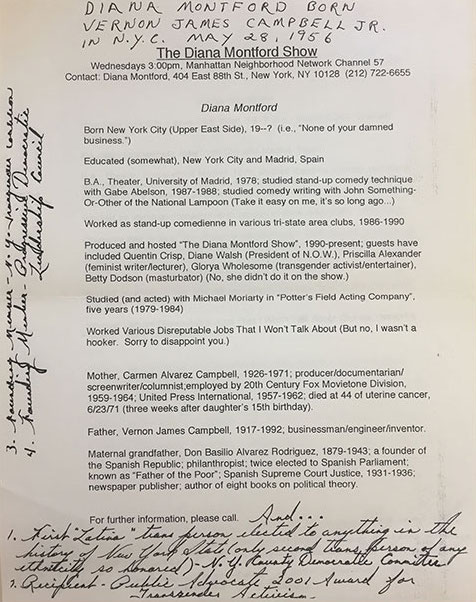 DIANA MONTFORD BORN
VERNON JAMES CAMPBELL JR.
IN N.Y.C. MAY 28, 1956
The Diana Montford Show
Wednesdays 3:00pm, Manhattan Neighborhood Network Channel 57
Contact: Diana Montford, 404 East 88th St., New York, NY 10128 (212) 722-6655
Diana Montford
Born New York City (Upper East Side), 19--? (i.e., "None of your damned
business.")
Educated (somewhat), New York City and Madrid, Spain
B.A., Theater, University of Madrid, 1978; studied stand-up comedy technique
with Gabe Abelson, 1987-1988; studied comedy writing with John Something-
Or-Other of the National Lampoon (Take it easy on me, it's so long ago...)
Worked as stand-up comedienne in various tri-state area clubs, 1986-1990
Produced and hosted "The Diana Montford Show", 1990-present; guests have
included Quentin Crisp, Diane Walsh (President of N.O.W.), Priscilla Alexander
(feminist writer/lecturer), Glorya Wholesome (transgender activist/entertainer),
Betty Dodson (masturbator) (No, she didn't do it on the show.)
Studied (and acted) with Michael Moriarty in "Potter's Field Acting Company",
five years (1979-1984)
Worked Various Disreputable Jobs That I Won't Talk About (But no, I wasn't a
hooker. Sorry to disappoint you.)
Mother, Carmen Alvarez Campbell, 1926-1971; producer/documentarian/
screenwriter/columnist;employed by 20th Century Fox Movietone Division,
1959-1964; United Press International, 1957-1962; died at 44 of uterine cancer,
6/23/71 (three weeks after daughter's 15th birthday).
Father, Vernon James Campbell, 1917-1992; businessman/engineer/inventor.
Maternal grandfather, Don Basilio Alvarez Rodriguez, 1879-1943; a founder of
the Spanish Republic; philanthropist; twice elected to Spanish Parliament;
known as "Father of the Poor"; Spanish Supreme Court Justice, 1931-1936;
newspaper publisher; author of eight books on political theory.
For further information, please call. And...
1. First "Latina" trans person elected to anything in the
history of New York State (only second trans person of any
ethnicity so honored) - N.Y. County Democratic Committee
2. Recipient - Public Advocate 2001 Award for
Transgender Activism.
3. Founding Member - N.Y. Transgender Coalition
4. Founding Member - Progressive Democratic
Leadership Council